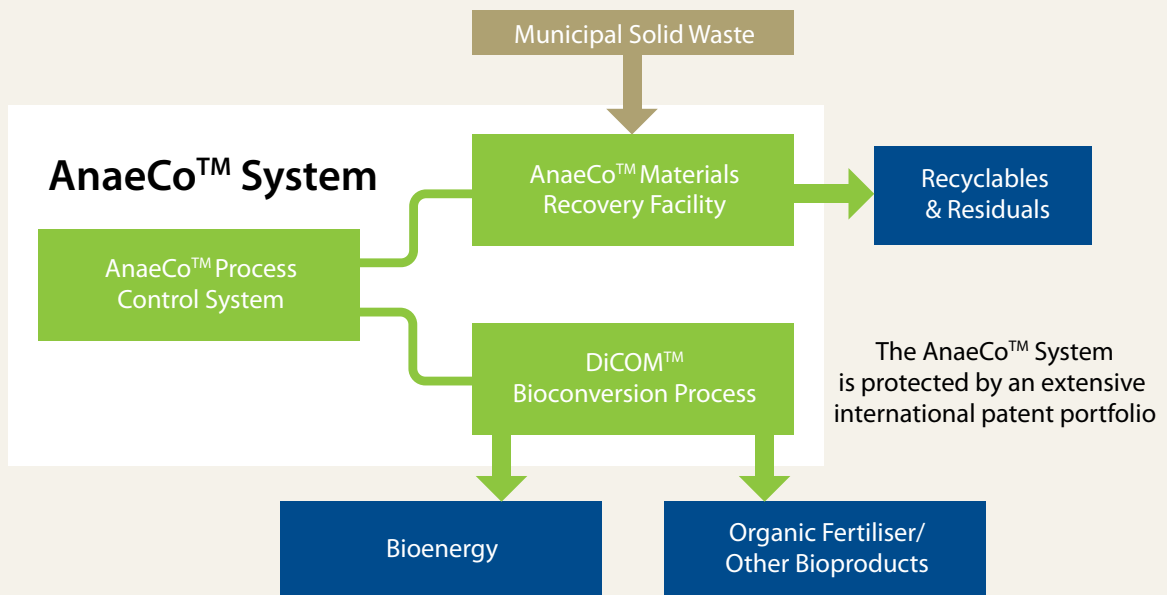 Municipal Solid Waste
AnaeCo™ System
AnaeCo™ Materials
Recovery Facility
Recyclables
& Residuals
AnaeCo™ Process
Control System
DiCOM™
Bioconversion Process
The AnaeCo™ System
is protected by an extensive
international patent portfolio
Bioenergy
Organic Fertiliser/
Other Bioproducts